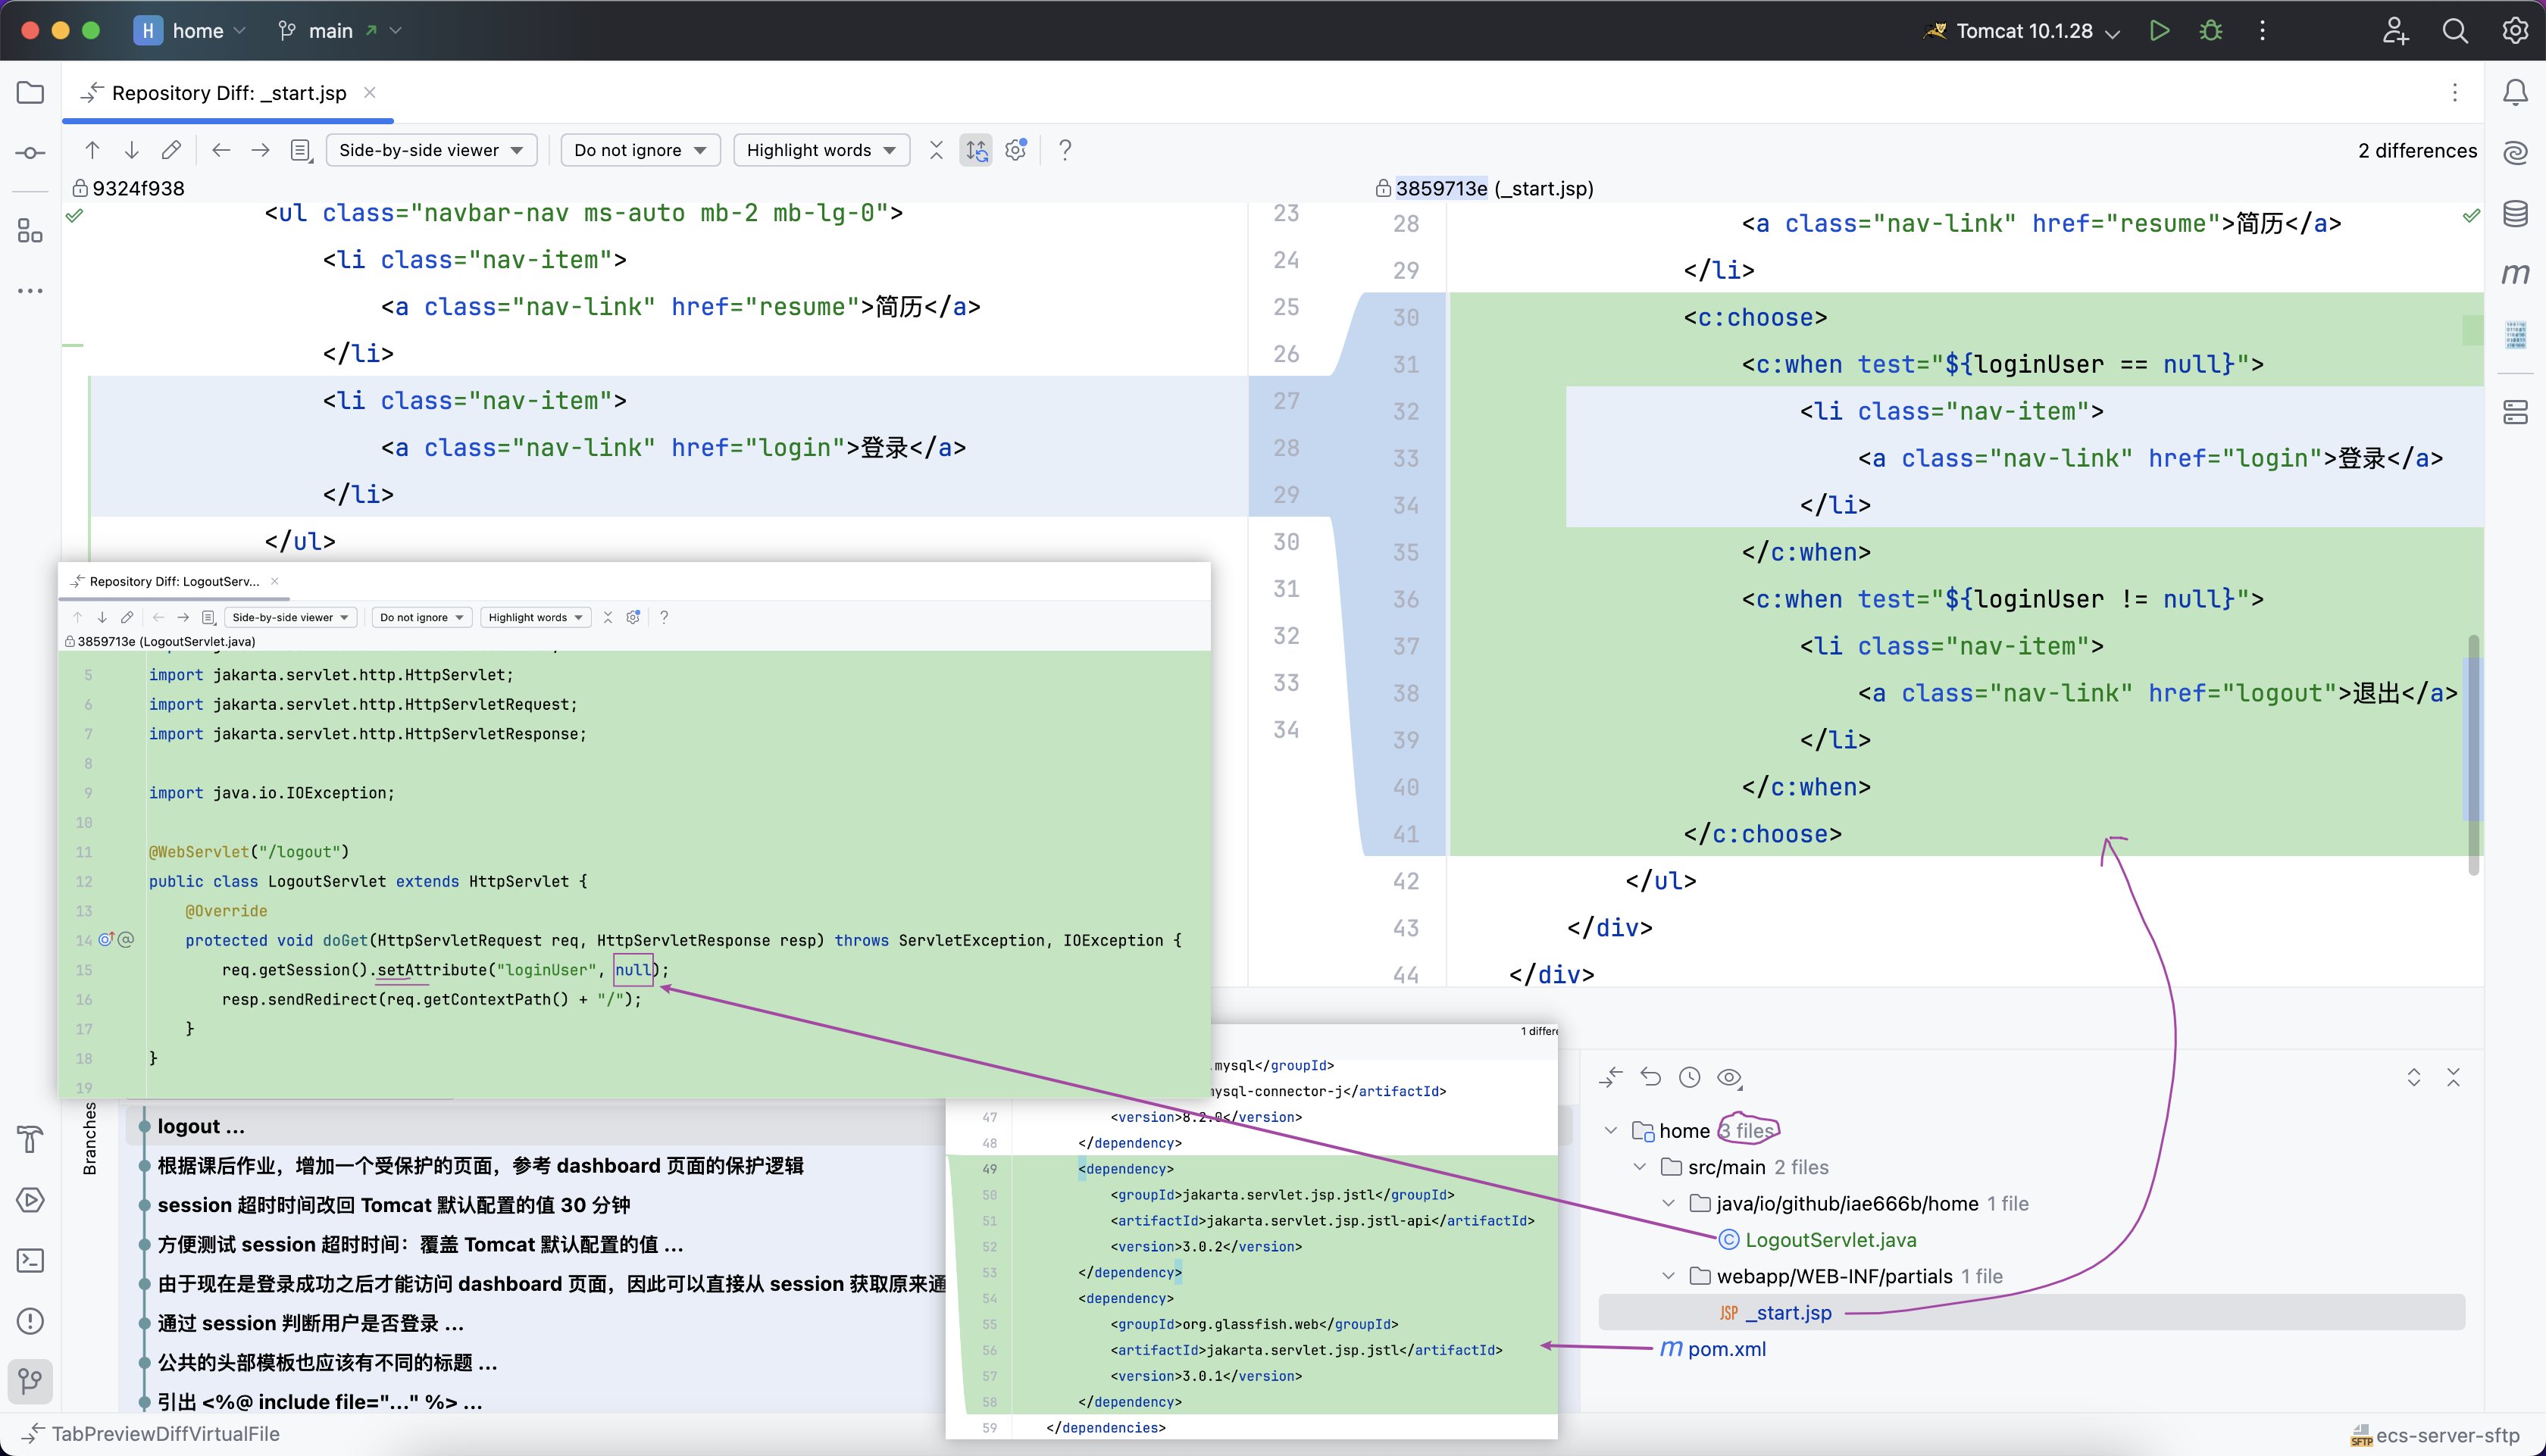 H home main
Tomcat 10.1.28
Repository Diff: _start.jsp
Side-by-side viewer Do not ignore Highlight words ? 2 differences
9324f938
<ul class="navbar-nav ms-auto mb-2 mb-lg-0"> 23
<li class="nav-item"> 24
<a class="nav-link" href="resume">简历</a> 25
</li> 26
<li class="nav-item"> 27
<a class="nav-link" href="login">登录</a> 28
</li> 29
</ul> 30
31
32
33
34
3859713e (_start.jsp)
28 <a class="nav-link" href="resume">简历</a>
29 </li>
30 <c:choose>
31 <c:when test="${loginUser == null}">
32 <li class="nav-item">
33 <a class="nav-link" href="login">登录</a>
34 </li>
35 </c:when>
36 <c:when test="${loginUser != null}">
37 <li class="nav-item">
38 <a class="nav-link" href="logout">退出</a>
39 </li>
40 </c:when>
41 </c:choose>
42 </ul>
43 </div>
44 </div>
Repository Diff: LogoutServ...
Side-by-side viewer Do not ignore Highlight words ?
3859713e (LogoutServlet.java)
5 import jakarta.servlet.http.HttpServlet;
6 import jakarta.servlet.http.HttpServletRequest;
7 import jakarta.servlet.http.HttpServletResponse;
8
9 import java.io.IOException;
10
11 @WebServlet("/logout")
12 public class LogoutServlet extends HttpServlet {
13 @Override
14 protected void doGet(HttpServletRequest req, HttpServletResponse resp) throws ServletException, IOException {
15 req.getSession().setAttribute("loginUser", null);
16 resp.sendRedirect(req.getContextPath() + "/");
17 }
18 }
19
Branches
logout ...
根据课后作业，增加一个受保护的页面，参考 dashboard 页面的保护逻辑
session 超时时间改回 Tomcat 默认配置的值 30 分钟
方便测试 session 超时时间：覆盖 Tomcat 默认配置的值 ...
由于现在是登录成功之后才能访问 dashboard 页面，因此可以直接从 session 获取原来通
通过 session 判断用户是否登录 ...
公共的头部模板也应该有不同的标题 ...
引出 <%@ include file="..." %> ...
1 differe
.mysql</groupId>
mysql-connector-j</artifactId>
47 <version>8.2.0</version>
48 </dependency>
49 <dependency>
50 <groupId>jakarta.servlet.jsp.jstl</groupId>
51 <artifactId>jakarta.servlet.jsp.jstl-api</artifactId>
52 <version>3.0.2</version>
53 </dependency>
54 <dependency>
55 <groupId>org.glassfish.web</groupId>
56 <artifactId>jakarta.servlet.jsp.jstl</artifactId>
57 <version>3.0.1</version>
58 </dependency>
59 </dependencies>
home 3 files
src/main 2 files
java/io/github/iae666b/home 1 file
LogoutServlet.java
webapp/WEB-INF/partials 1 file
JSP _start.jsp
m pom.xml
TabPreviewDiffVirtualFile
SFTP ecs-server-sftp